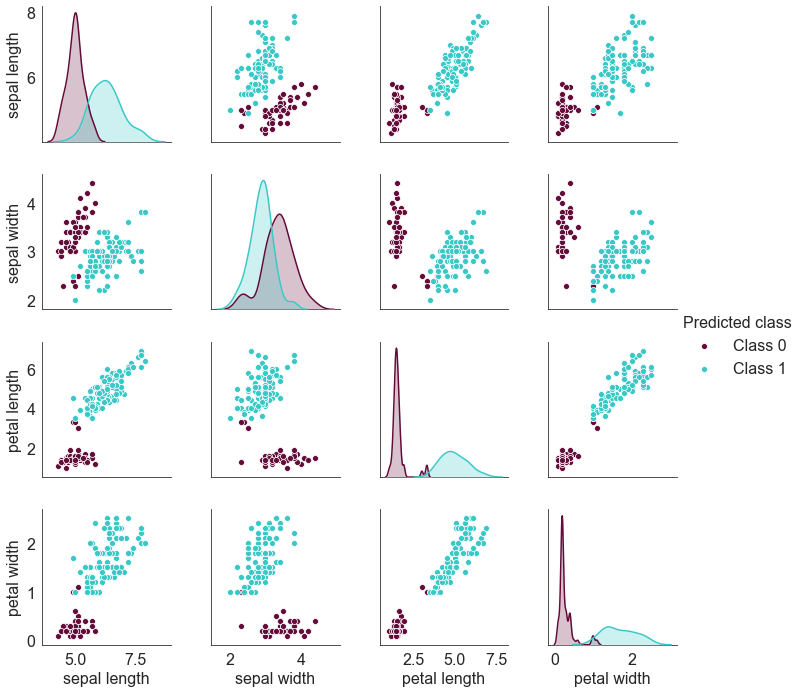 8
6
sepal length
4
3
2
sepal width
Predicted class
Class 0
Class 1
6
4
2
petal length
2
1
0
petal width
5.0 7.5
2 4
2.5 5.0 7.5
0 2
sepal length
sepal width
petal length
petal width